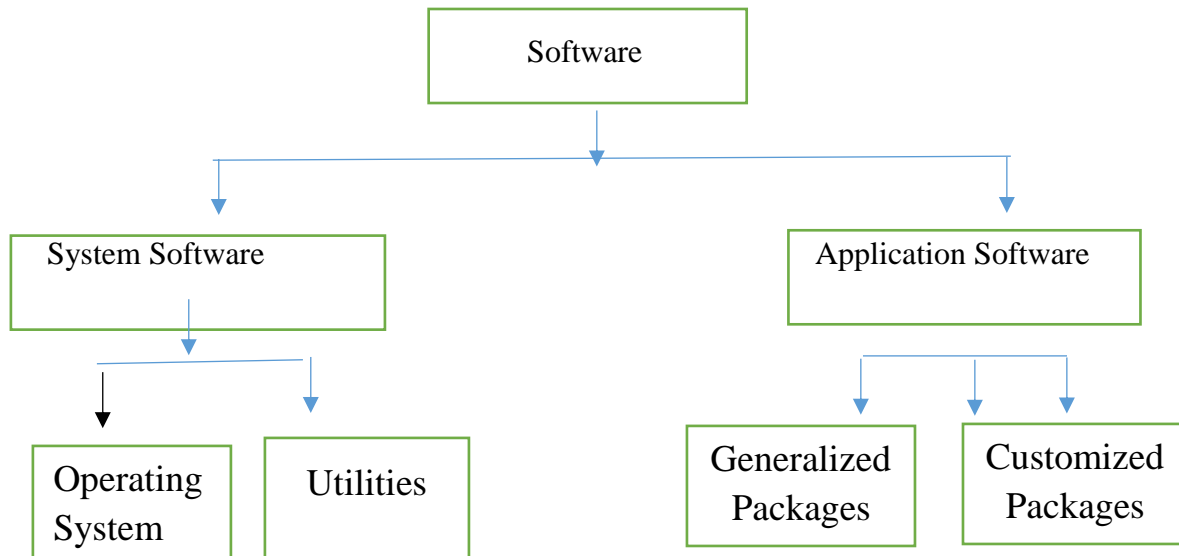 Software
System Software
Application Software
Operating
System
Utilities
Generalized
Packages
Customized
Packages